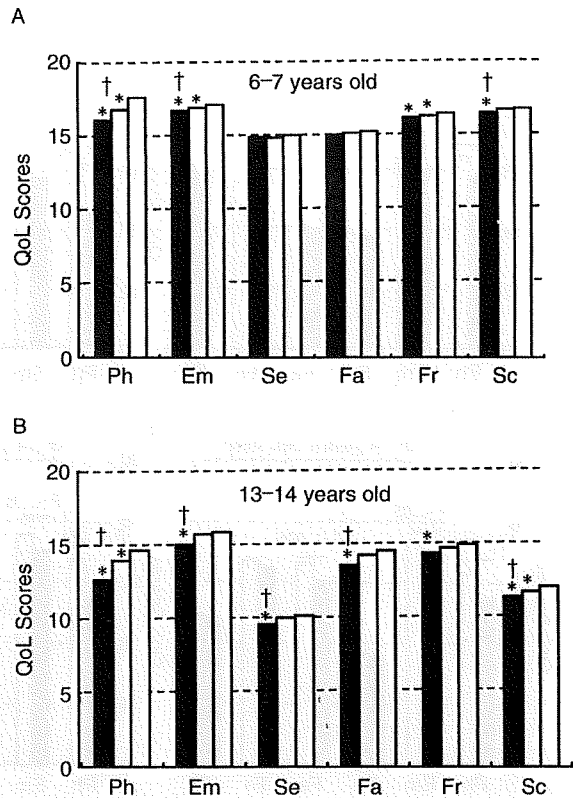 A
20
† * *
† * *
6–7 years old
* *
† *
15
10
5
0
QoL Scores
Ph Em Se Fa Fr Sc
B
20
13–14 years old
† * *
† *
† *
† *
*
† * *
15
10
5
0
QoL Scores
Ph Em Se Fa Fr Sc